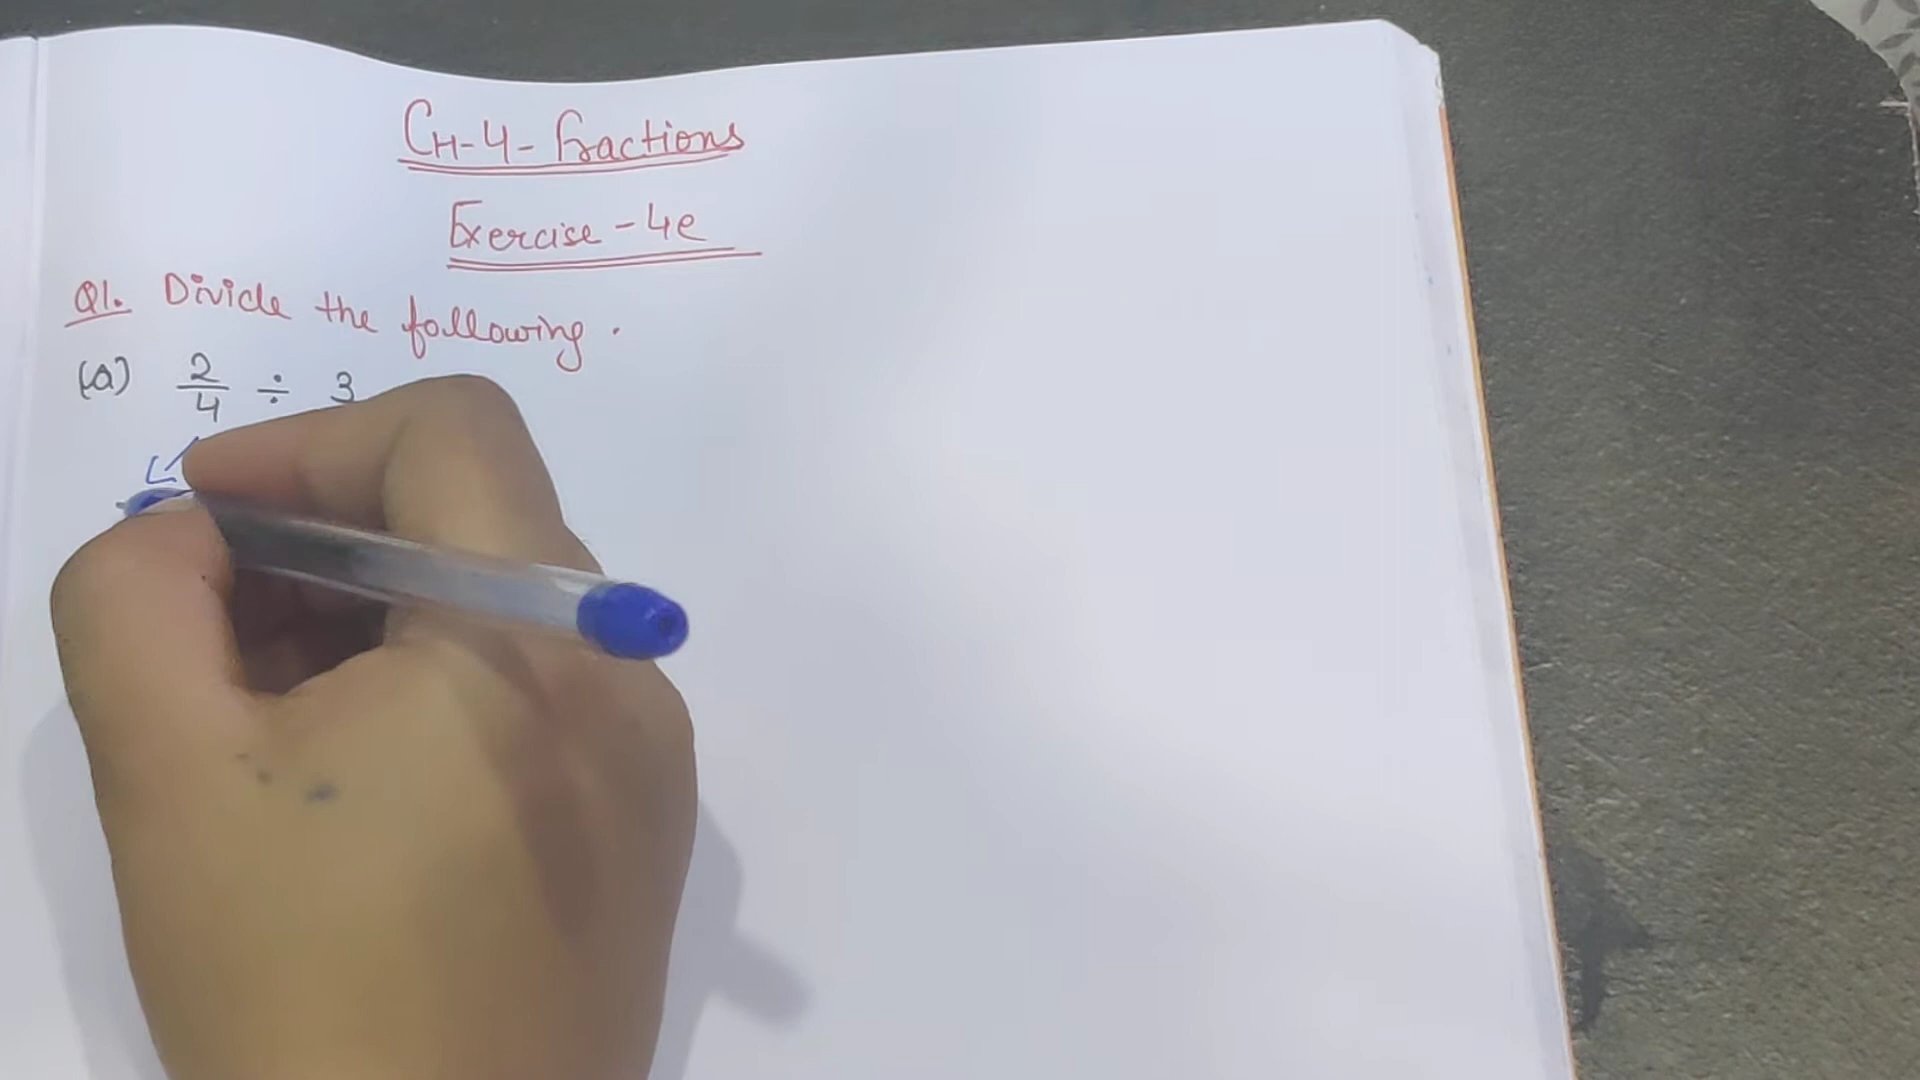 CH-4- Fractions
Exercise - 4e
Q1. Divide the following.
(a) 2/4 ÷ 3